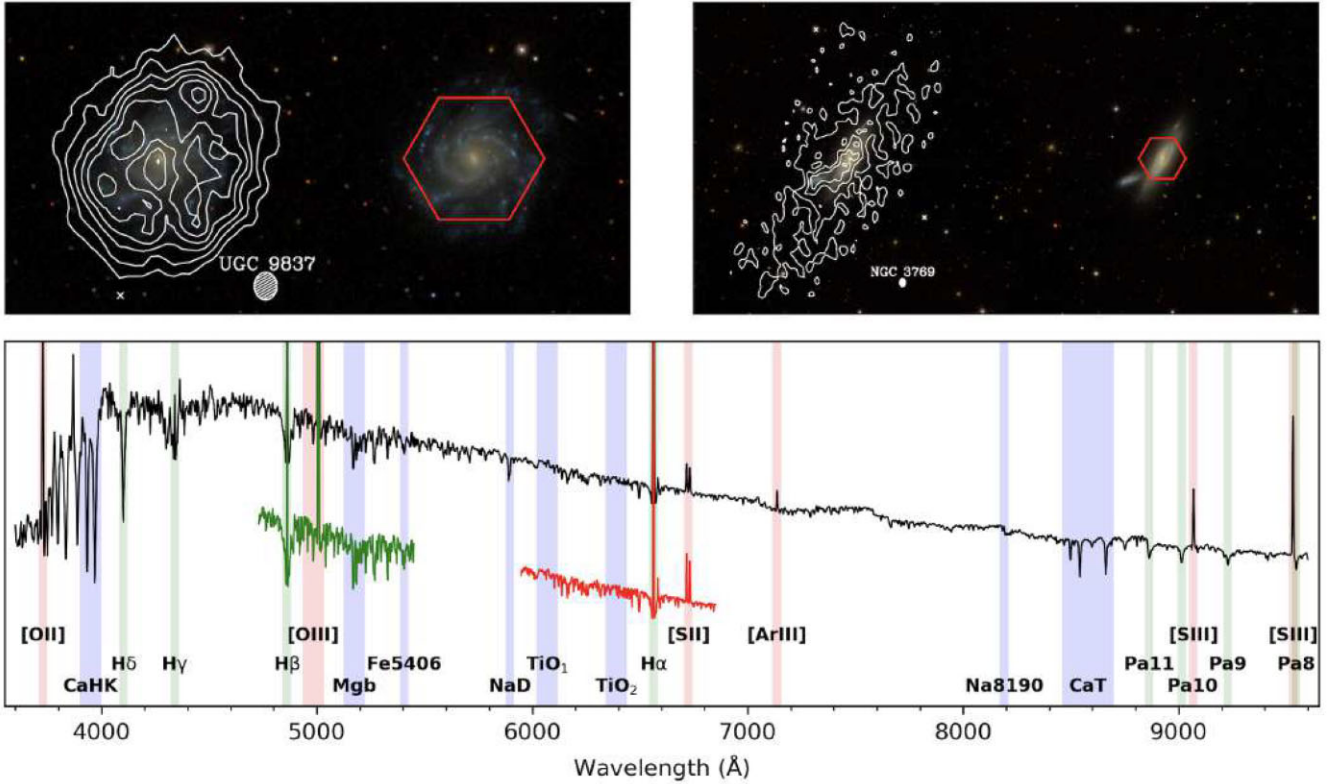 UGC 9837
NGC 3769
[OII] [OIII] [SII] [ArIII] [SIII] [SIII]
Hδ Hγ Hβ Fe5406 TiO₁ Hα Pa11 Pa9 Pa8
CaHK Mgb NaD TiO₂ Na8190 CaT Pa10
4000 5000 6000 7000 8000 9000
Wavelength (Å)